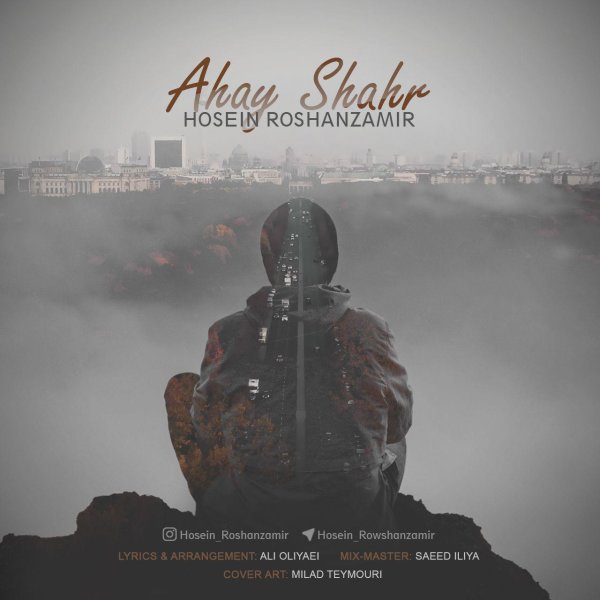 Ahay Shahr
HOSEIN ROSHANZAMIR
Hosein_Roshanzamir Hosein_Rowshanzamir
LYRICS & ARRANGEMENT: ALI OLIYAEI MIX-MASTER: SAEED ILIYA
COVER ART: MILAD TEYMOURI